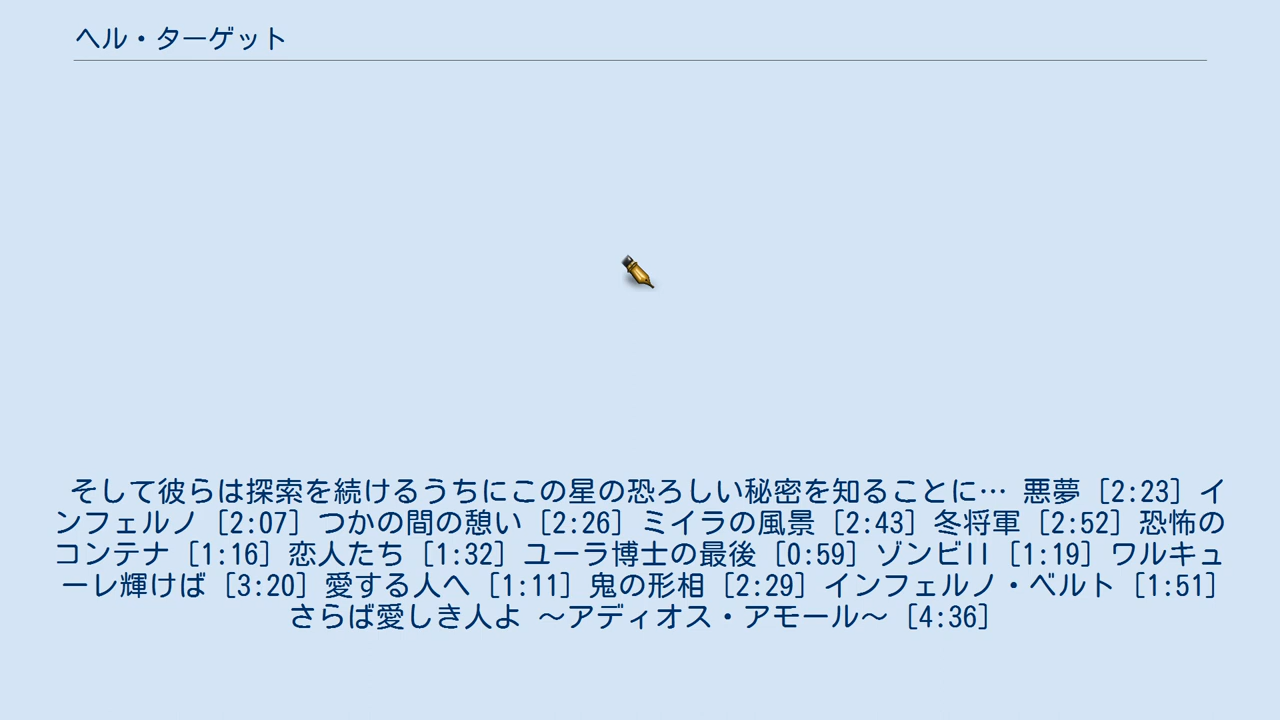 ヘル・ターゲット
そして彼らは探索を続けるうちにこの星の恐ろしい秘密を知ることに… 悪夢［2:23］イ
ンフェルノ［2:07］つかの間の憩い［2:26］ミイラの風景［2:43］冬将軍［2:52］恐怖の
コンテナ［1:16］恋人たち［1:32］ユーラ博士の最後［0:59］ゾンビII［1:19］ワルキュ
ーレ輝けば［3:20］愛する人へ［1:11］鬼の形相［2:29］インフェルノ・ベルト［1:51］
さらば愛しき人よ ～アディオス・アモール～［4:36］